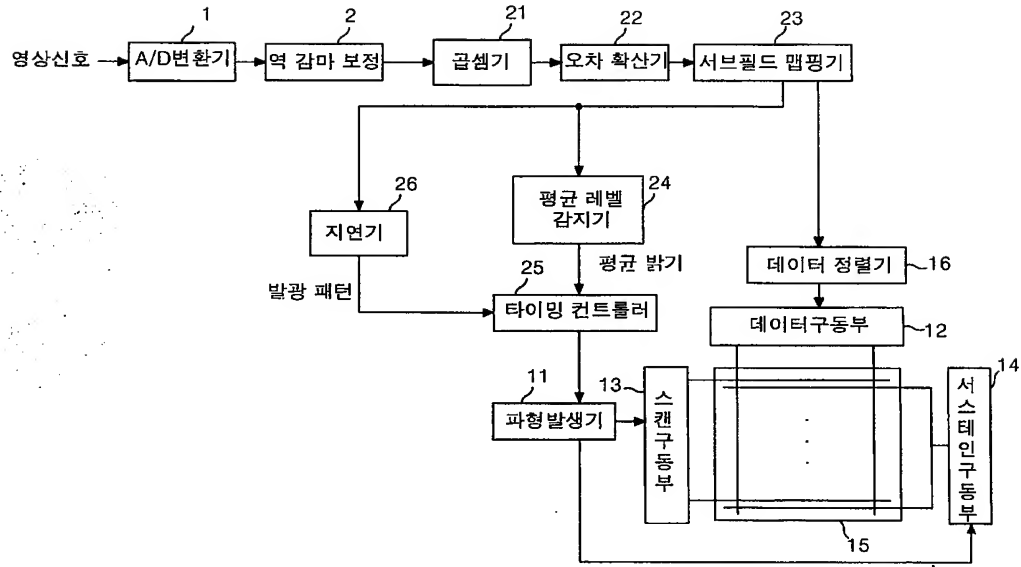 1
2
21
22
23
영상신호
A/D변환기
역 감마 보정
곱셈기
오차 확산기
서브필드 맵핑기
26
지연기
평균 레벨
감지기
24
발광 패턴
25
평균 밝기
타이밍 컨트롤러
데이터 정렬기
16
데이터구동부
12
11
파형발생기
13
스캔구동부
14
서스테인구동부
15